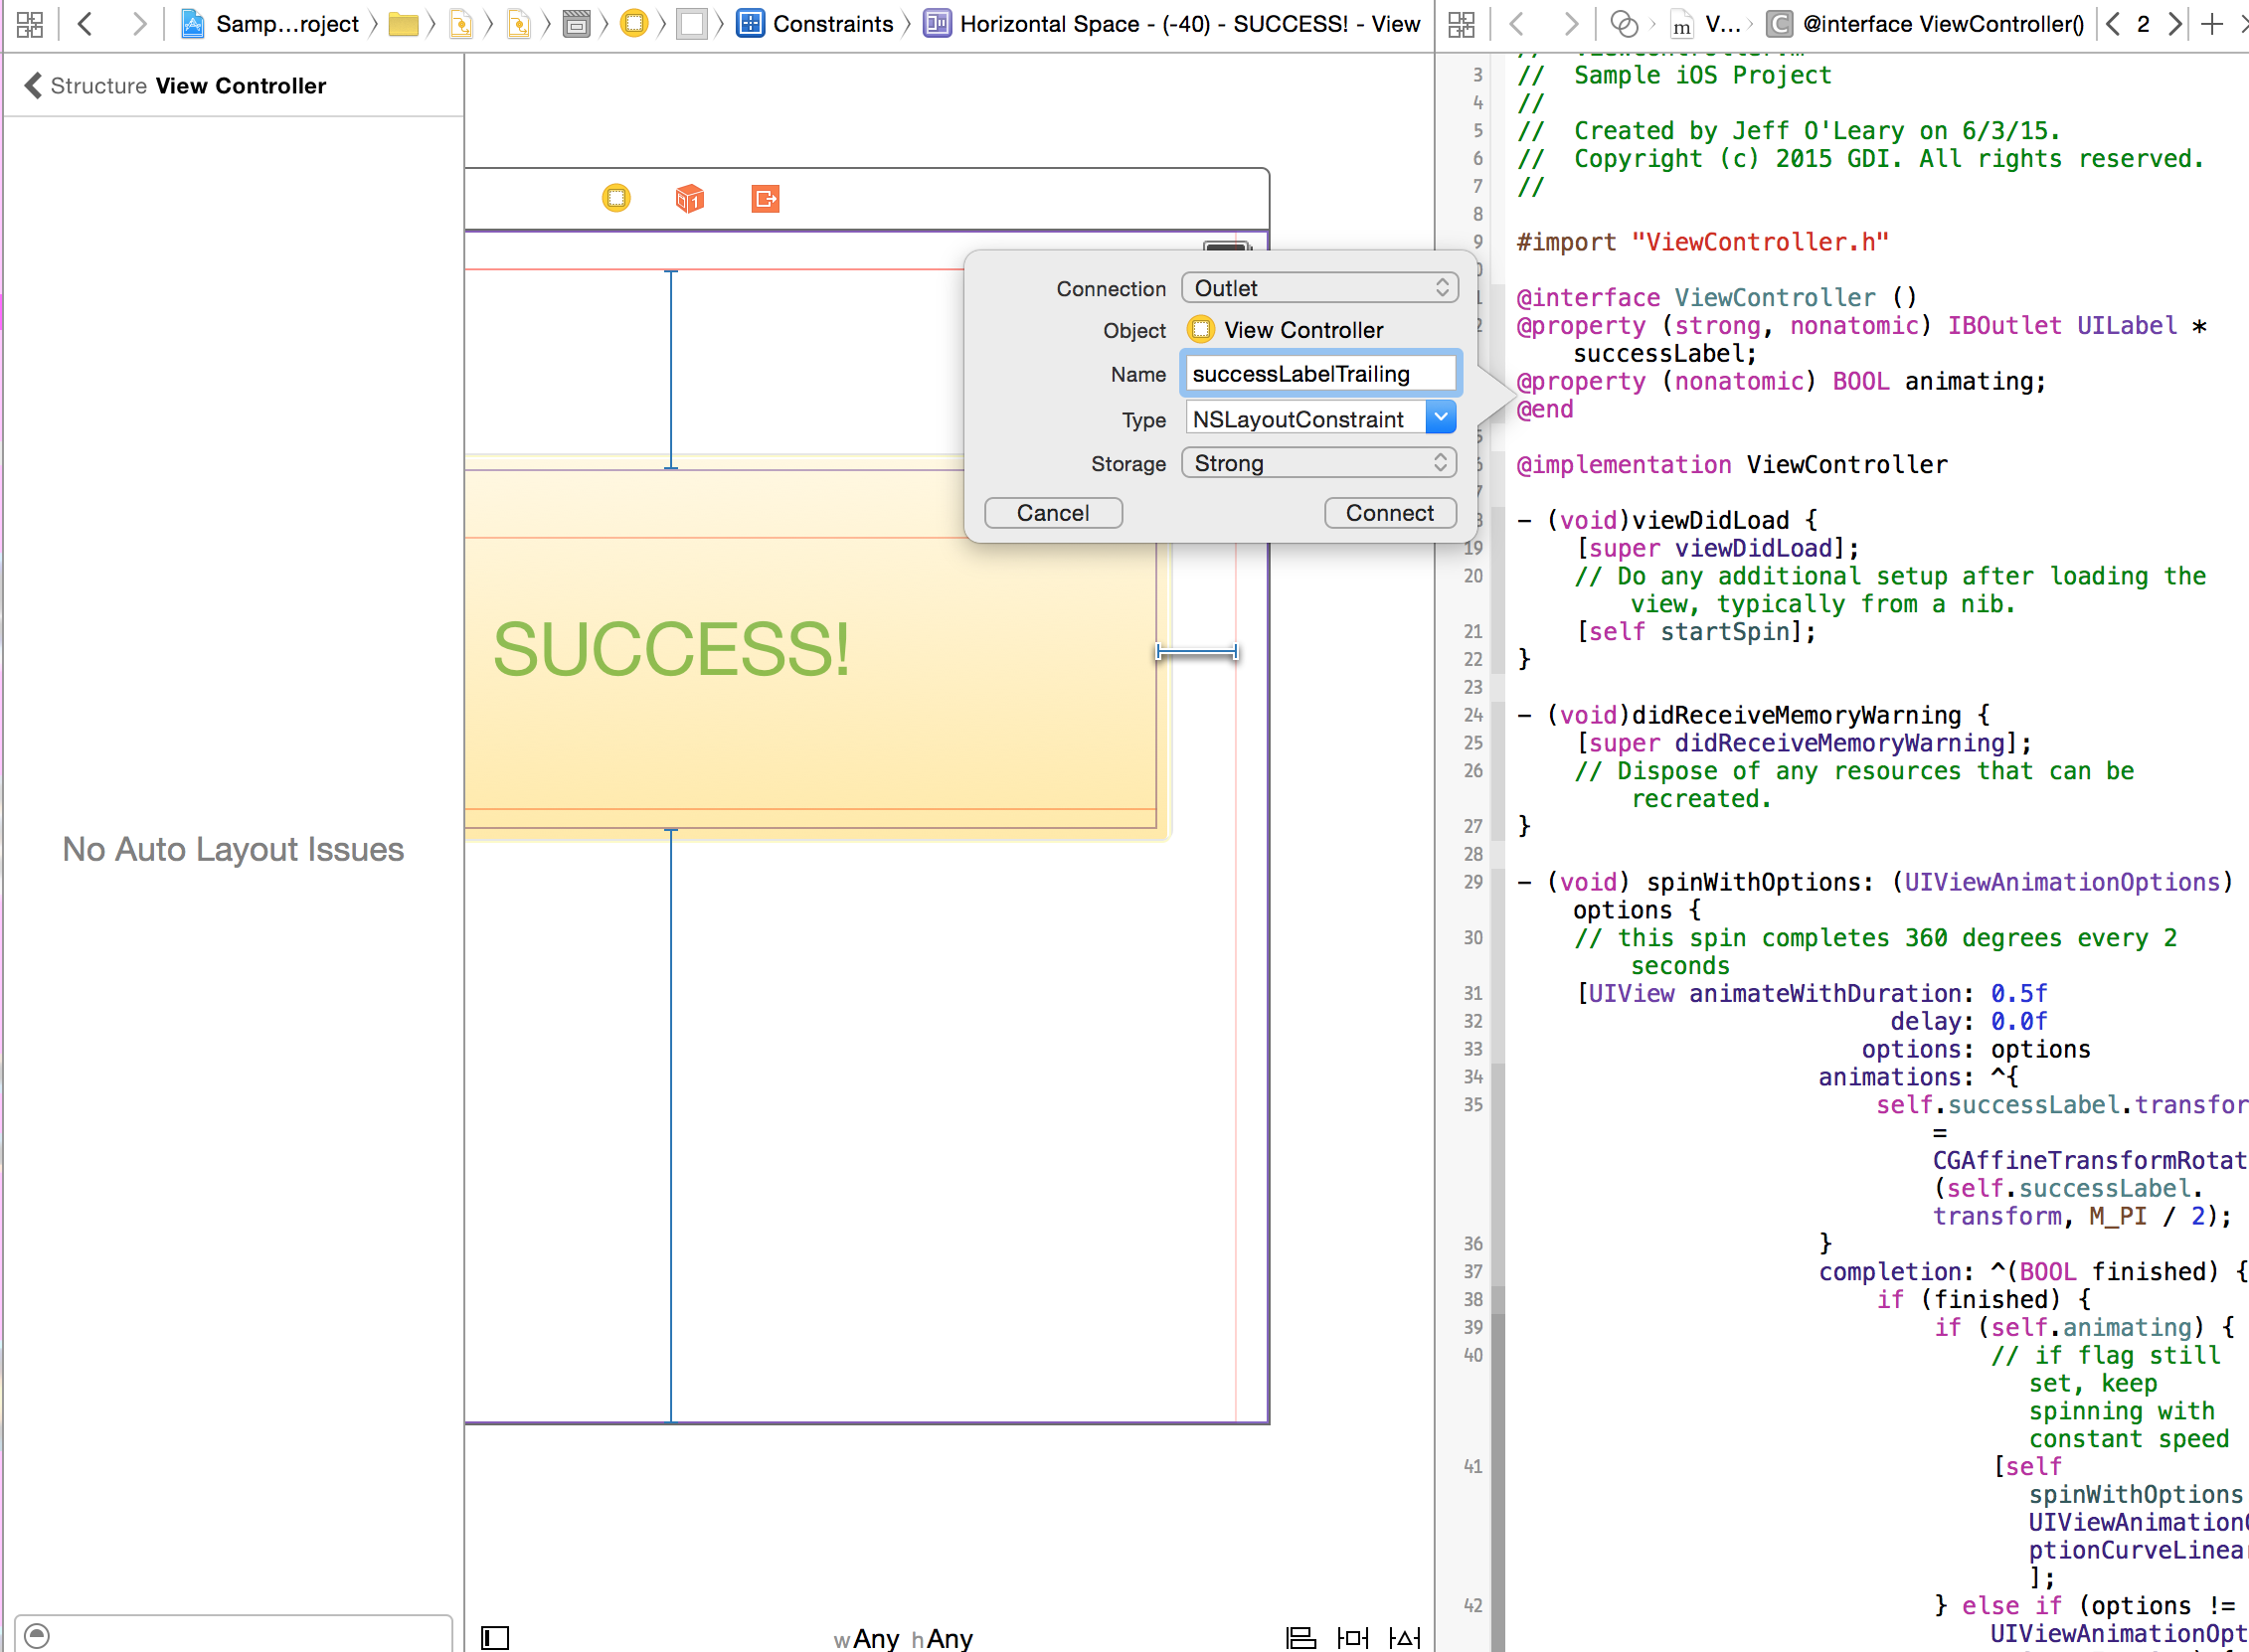 Samp...roject
Constraints
Horizontal Space - (-40) - SUCCESS! - View
m V... C @interface ViewController() 2
Structure View Controller
No Auto Layout Issues
SUCCESS!
wAny hAny
Connection Outlet
Object View Controller
Name successLabelTrailing
Type NSLayoutConstraint
Storage Strong
Cancel Connect
3 // Sample iOS Project
4 //
5 // Created by Jeff O'Leary on 6/3/15.
6 // Copyright (c) 2015 GDI. All rights reserved.
7 //
8
9 #import "ViewController.h"
@interface ViewController ()
@property (strong, nonatomic) IBOutlet UILabel *
successLabel;
@property (nonatomic) BOOL animating;
@end
@implementation ViewController
- (void)viewDidLoad {
19 [super viewDidLoad];
20 // Do any additional setup after loading the
view, typically from a nib.
21 [self startSpin];
22 }
23
24 - (void)didReceiveMemoryWarning {
25 [super didReceiveMemoryWarning];
26 // Dispose of any resources that can be
recreated.
27 }
28
29 - (void) spinWithOptions: (UIViewAnimationOptions)
options {
30 // this spin completes 360 degrees every 2
seconds
31 [UIView animateWithDuration: 0.5f
32 delay: 0.0f
33 options: options
34 animations: ^{
35 self.successLabel.transfor
=
CGAffineTransformRotat
(self.successLabel.
transform, M_PI / 2);
36 }
37 completion: ^(BOOL finished) {
38 if (finished) {
39 if (self.animating) {
40 // if flag still
set, keep
spinning with
constant speed
41 [self
spinWithOptions
UIViewAnimationO
ptionCurveLinear
];
42 } else if (options !=
UIViewAnimationOpt